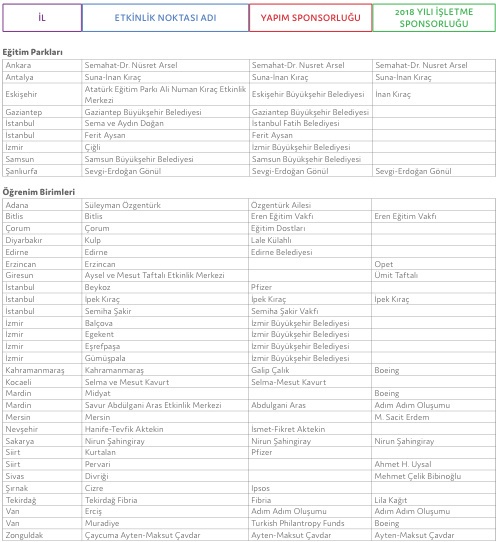 İL ETKİNLİK NOKTASI ADI YAPIM SPONSORLUĞU 2018 YILI İŞLETME SPONSORLUĞU
Eğitim Parkları
Ankara Semahat-Dr. Nüsret Arsel Semahat-Dr. Nusret Arsel Semahat-Dr. Nusret Arsel
Antalya Suna-İnan Kıraç Suna-İnan Kıraç Suna-İnan Kıraç
Eskişehir Atatürk Eğitim Parkı Ali Numan Kıraç Etkinlik Merkezi Eskişehir Büyükşehir Belediyesi İnan Kıraç
Gaziantep Gaziantep Büyükşehir Belediyesi Gaziantep Büyükşehir Belediyesi
İstanbul Sema ve Aydın Doğan İstanbul Fatih Belediyesi
İstanbul Ferit Aysan Ferit Aysan
İzmir Çiğli İzmir Büyükşehir Belediyesi
Samsun Samsun Büyükşehir Belediyesi Samsun Büyükşehir Belediyesi
Şanlıurfa Sevgi-Erdoğan Gönül Sevgi-Erdoğan Gönül Sevgi-Erdoğan Gönül
Öğrenim Birimleri
Adana Süleyman Özgentürk Özgentürk Ailesi
Bitlis Bitlis Eren Eğitim Vakfı Eren Eğitim Vakfı
Çorum Çorum Eğitim Dostları
Diyarbakır Kulp Lale Külahlı
Edirne Edirne Edirne Belediyesi
Erzincan Erzincan Opet
Giresun Aysel ve Mesut Taftalı Etkinlik Merkezi Ümit Taftalı
İstanbul Beykoz Pfizer
İstanbul İpek Kıraç İpek Kıraç İpek Kıraç
İstanbul Semiha Şakir Semiha Şakir Vakfı
İzmir Balçova İzmir Büyükşehir Belediyesi
İzmir Egekent İzmir Büyükşehir Belediyesi
İzmir Eşrefpaşa İzmir Büyükşehir Belediyesi
İzmir Gümüşpala İzmir Büyükşehir Belediyesi
Kahramanmaraş Kahramanmaraş Galip Çalık Boeing
Kocaeli Selma ve Mesut Kavurt Selma-Mesut Kavurt
Mardin Midyat Boeing
Mardin Savur Abdülgani Aras Etkinlik Merkezi Abdulgani Aras Adım Adım Oluşumu
Mersin Mersin M. Sacit Erdem
Nevşehir Hanife-Tevfik Aktekin İsmet-Fikret Aktekin
Sakarya Nirun Şahingiray Nirun Şahingiray Nirun Şahingiray
Siirt Kurtalan Pfizer
Siirt Pervari Ahmet H. Uysal
Sivas Divriği Mehmet Çelik Bibinoğlu
Şırnak Cizre Ipsos
Tekirdağ Tekirdağ Fibria Fibria Lila Kağıt
Van Erciş Adım Adım Oluşumu Adım Adım Oluşumu
Van Muradiye Turkish Philantropy Funds Boeing
Zonguldak Çaycuma Ayten-Maksut Çavdar Ayten-Maksut Çavdar Ayten-Maksut Çavdar